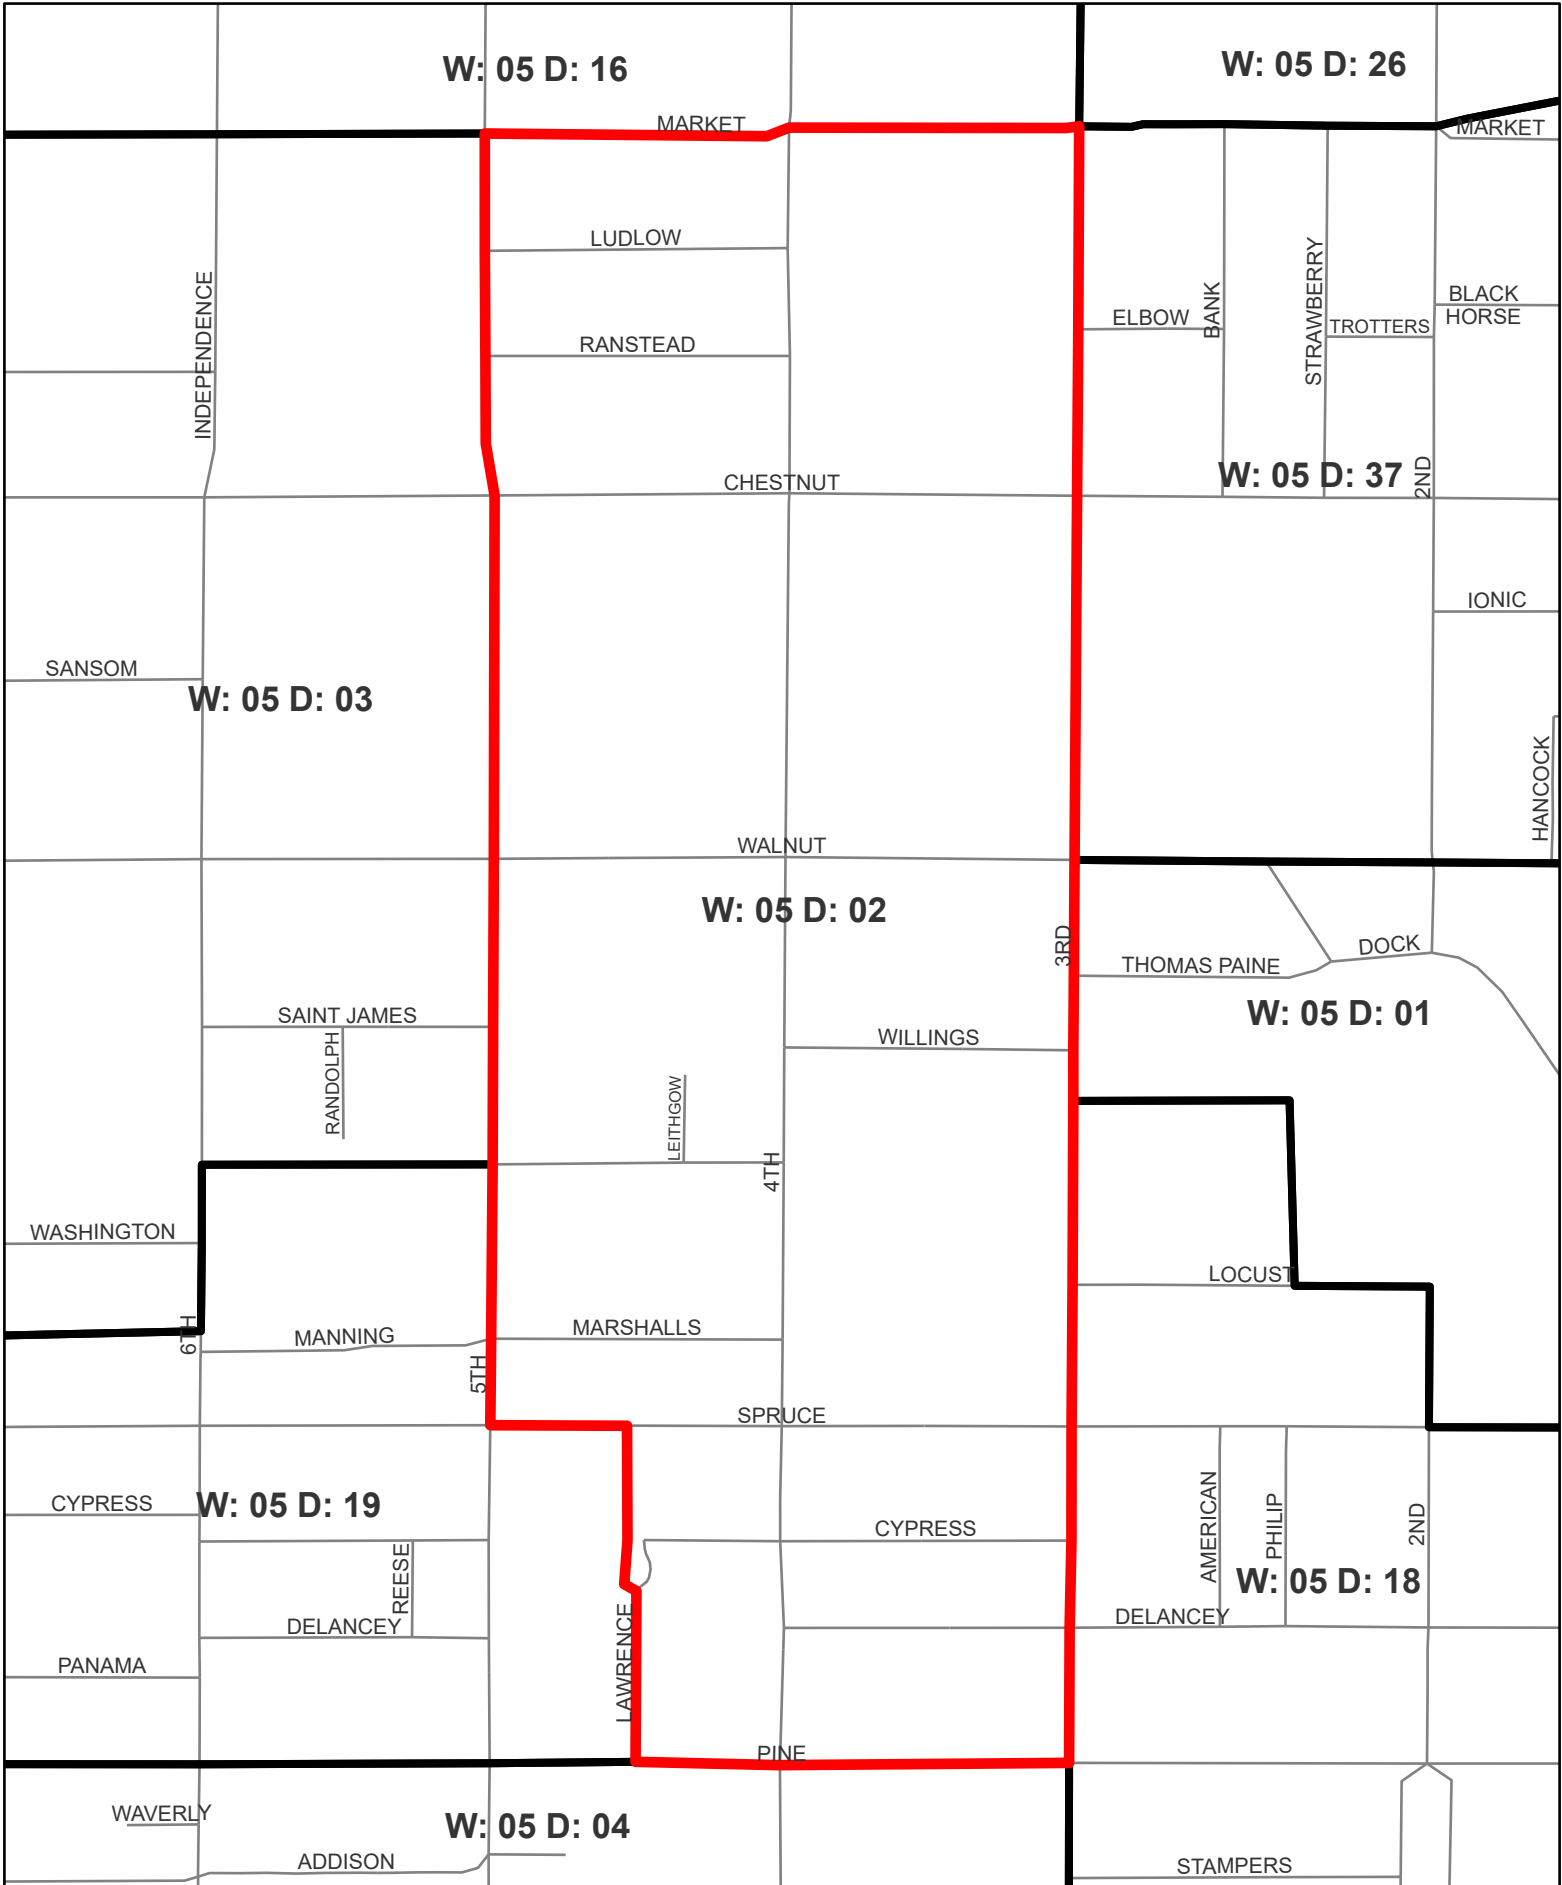 W: 05 D: 16
W: 05 D: 26
MARKET
MARKET
LUDLOW
INDEPENDENCE
RANSTEAD
ELBOW
BANK
STRAWBERRY
TROTTERS
BLACK
HORSE
CHESTNUT
W: 05 D: 37
2ND
IONIC
SANSOM
W: 05 D: 03
HANCOCK
WALNUT
W: 05 D: 02
3RD
THOMAS PAINE
DOCK
W: 05 D: 01
SAINT JAMES
RANDOLPH
WILLINGS
LEITHGOW
4TH
WASHINGTON
LOCUST
6TH
MANNING
MARSHALLS
5TH
SPRUCE
CYPRESS
W: 05 D: 19
CYPRESS
AMERICAN
PHILIP
2ND
REESE
W: 05 D: 18
DELANCEY
DELANCEY
LAWRENCE
PANAMA
PINE
WAVERLY
W: 05 D: 04
ADDISON
STAMPERS